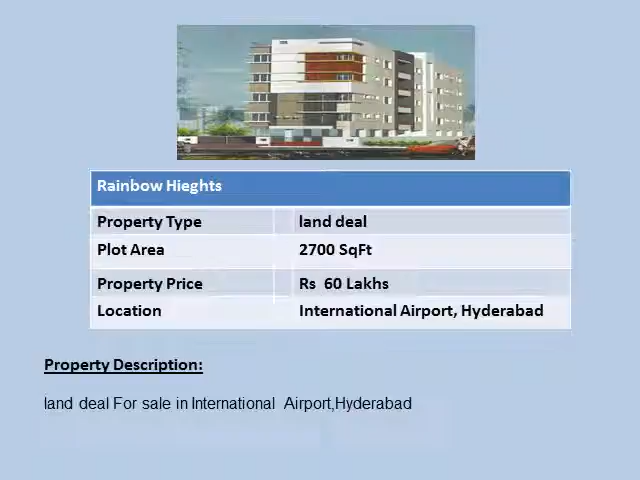 Rainbow Hieghts
Property Type land deal
Plot Area 2700 SqFt
Property Price Rs 60 Lakhs
Location International Airport, Hyderabad
Property Description:
land deal For sale in International Airport,Hyderabad